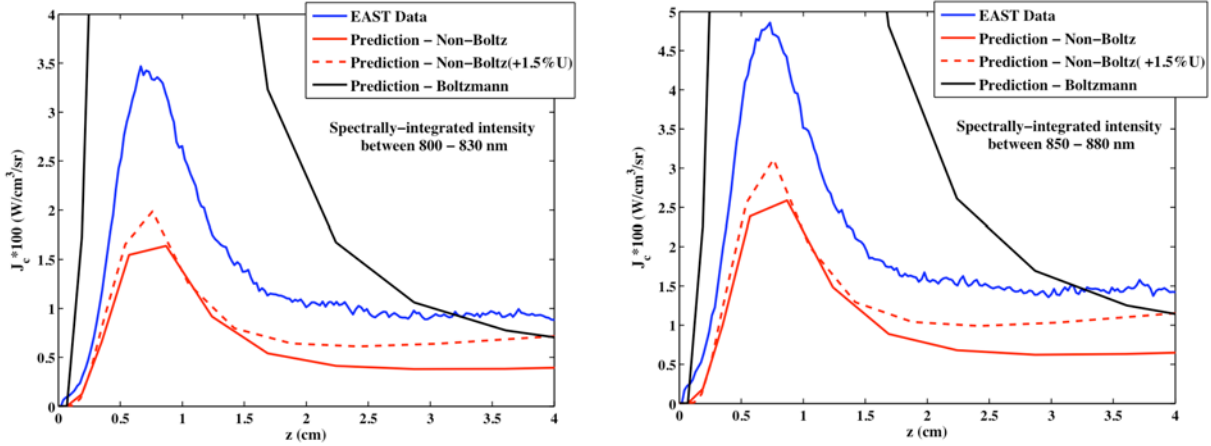 4
3.5
3
2.5
2
1.5
1
0.5
0
J_c*100 (W/cm^3/sr)
0 0.5 1 1.5 2 2.5 3 3.5 4
z (cm)
EAST Data
Prediction – Non–Boltz
Prediction – Non–Boltz(+1.5%U)
Prediction – Boltzmann
Spectrally–integrated intensity
between 800 – 830 nm
5
4.5
4
3.5
3
2.5
2
1.5
1
0.5
0
J_c*100 (W/cm^3/sr)
0 0.5 1 1.5 2 2.5 3 3.5 4
z (cm)
EAST Data
Prediction – Non–Boltz
Prediction – Non–Boltz( +1.5%U)
Prediction – Boltzmann
Spectrally–integrated intensity
between 850 – 880 nm